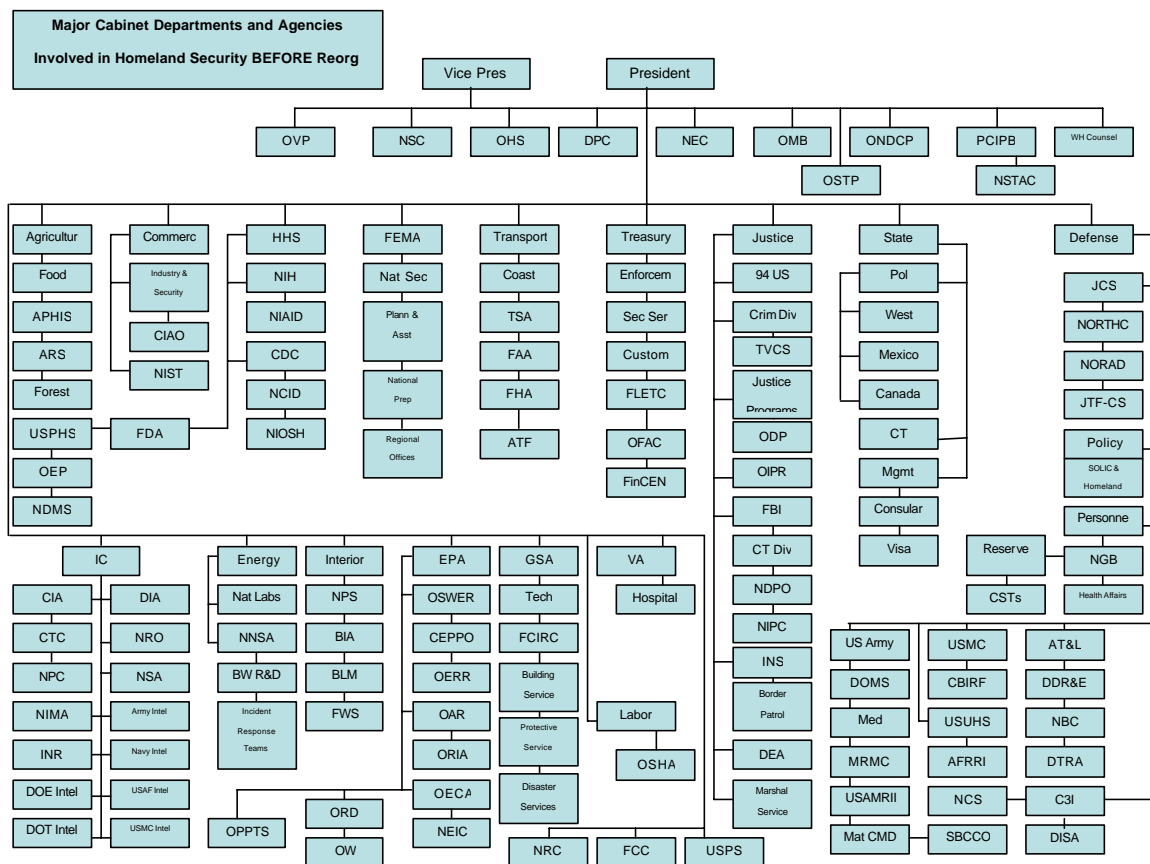 Major Cabinet Departments and Agencies
Involved in Homeland Security BEFORE Reorg
Vice Pres
President
OVP
NSC
OHS
DPC
NEC
OMB
ONDCP
PCIPB
WH Counsel
OSTP
NSTAC
Agricultur
Commerc
HHS
FEMA
Transport
Treasury
Justice
State
Defense
Food
Industry &
Security
NIH
Nat Sec
Coast
Enforcem
94 US
Pol
JCS
APHIS
CIAO
NIAID
Plann &
Asst
TSA
Sec Ser
Crim Div
West
NORTHC
ARS
NIST
CDC
National
Prep
FAA
Custom
TVCS
Mexico
NORAD
Forest
NCID
Regional
Offices
FHA
FLETC
Justice
Programs
Canada
JTF-CS
USPHS
FDA
NIOSH
ATF
OFAC
ODP
CT
Policy
SOLIC &
Homeland
OEP
FinCEN
OIPR
Mgmt
NDMS
FBI
Consular
Personne
IC
Energy
Interior
EPA
GSA
VA
CT Div
Visa
Reserve
NGB
CIA
DIA
Nat Labs
NPS
OSWER
Tech
Hospital
NDPO
CSTs
Health Affairs
CTC
NRO
NNSA
BIA
CEPPO
FCIRC
NIPC
US Army
USMC
AT&L
NPC
NSA
BW R&D
BLM
OERR
Building
Service
INS
DOMS
CBIRF
DDR&E
NIMA
Army Intel
Incident
Response
Teams
FWS
OAR
Protective
Service
Labor
Border
Patrol
Med
USUHS
NBC
INR
Navy Intel
ORIA
OSHA
DEA
MRMC
AFRRI
DTRA
DOE Intel
USAF Intel
OECA
Disaster
Services
Marshal
Service
USAMRII
NCS
C3I
DOT Intel
USMC Intel
OPPTS
ORD
NEIC
Mat CMD
SBCCO
DISA
OW
NRC
FCC
USPS